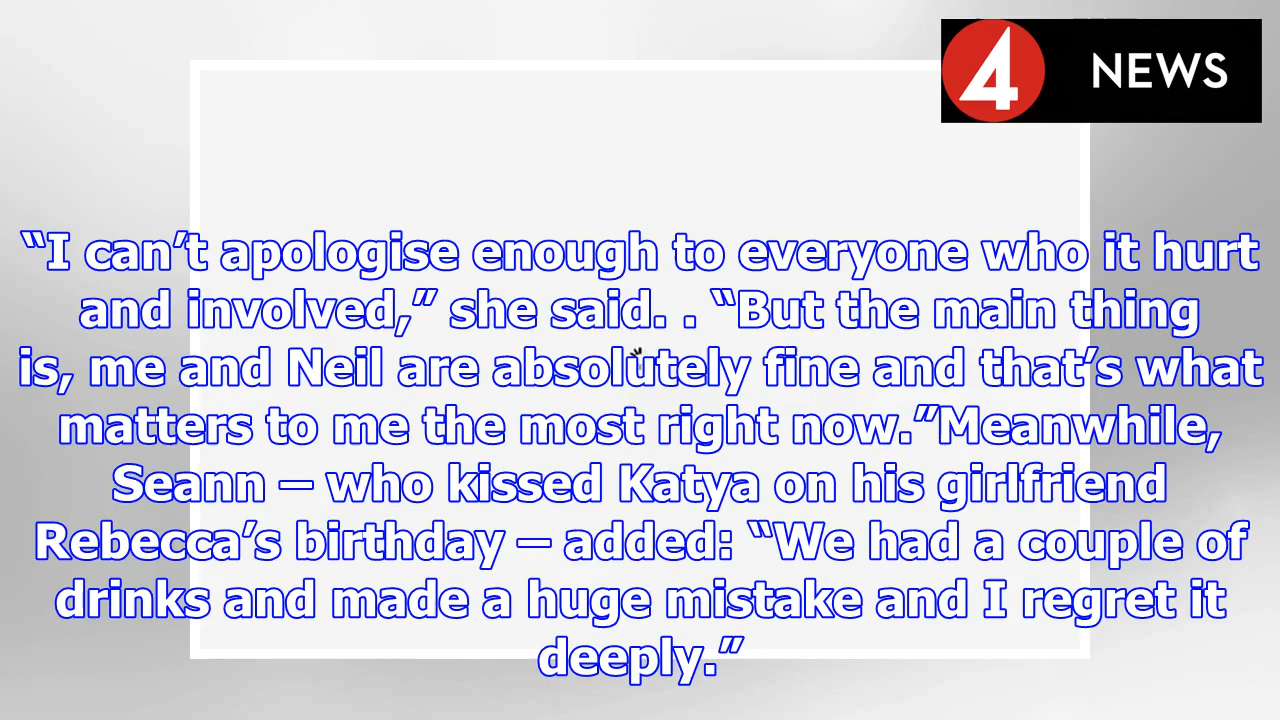 4 NEWS
“I can’t apologise enough to everyone who it hurt
and involved,” she said. . “But the main thing
is, me and Neil are absolutely fine and that’s what
matters to me the most right now.”Meanwhile,
Seann – who kissed Katya on his girlfriend
Rebecca’s birthday – added: “We had a couple of
drinks and made a huge mistake and I regret it
deeply.”